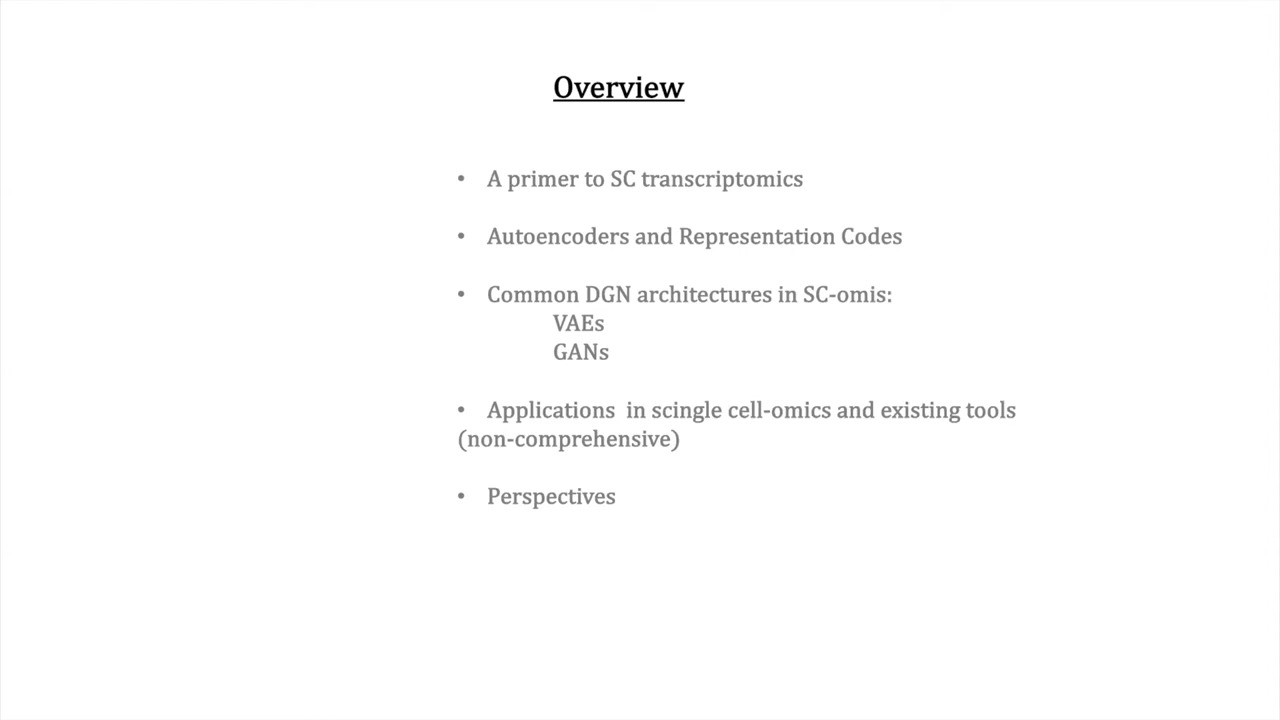 Overview
• A primer to SC transcriptomics
• Autoencoders and Representation Codes
• Common DGN architectures in SC-omis:
VAEs
GANs
• Applications in scingle cell-omics and existing tools
(non-comprehensive)
• Perspectives